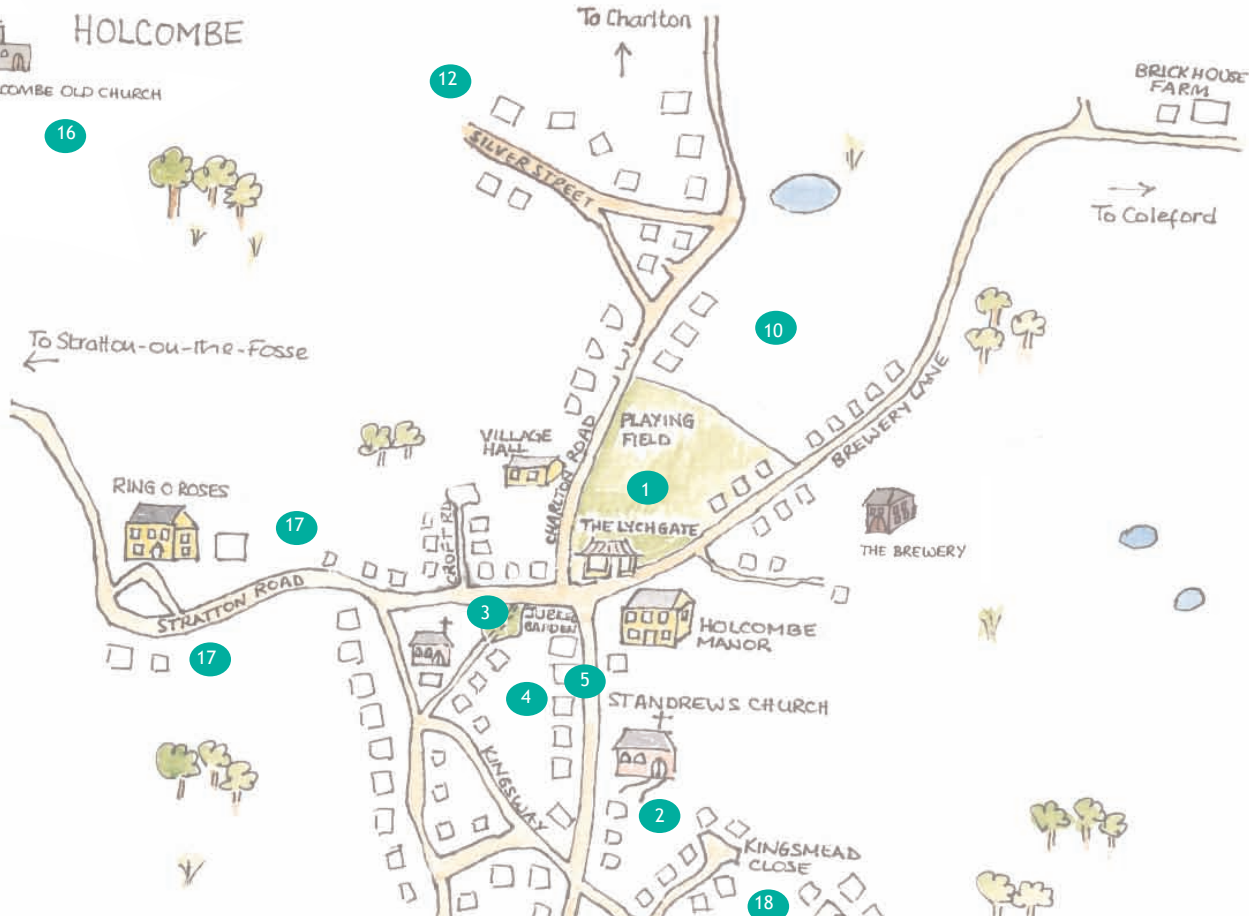 HOLCOMBE
To Charlton
COMBE OLD CHURCH
16
12
BRICKHOUSE
FARM
SILVER STREET
To Coleford
To Stratton-on-the-Fosse
10
PLAYING
FIELD
VILLAGE
HALL
CHARLTON ROAD
BREWERY LANE
RING O ROSES
1
17
CROFT RD
THE LYCHGATE
THE BREWERY
STRATTON ROAD
3
JUBILEE
GARDEN
HOLCOMBE
MANOR
17
4
5
ST ANDREWS CHURCH
KINGSWAY
2
KINGSMEAD
CLOSE
18